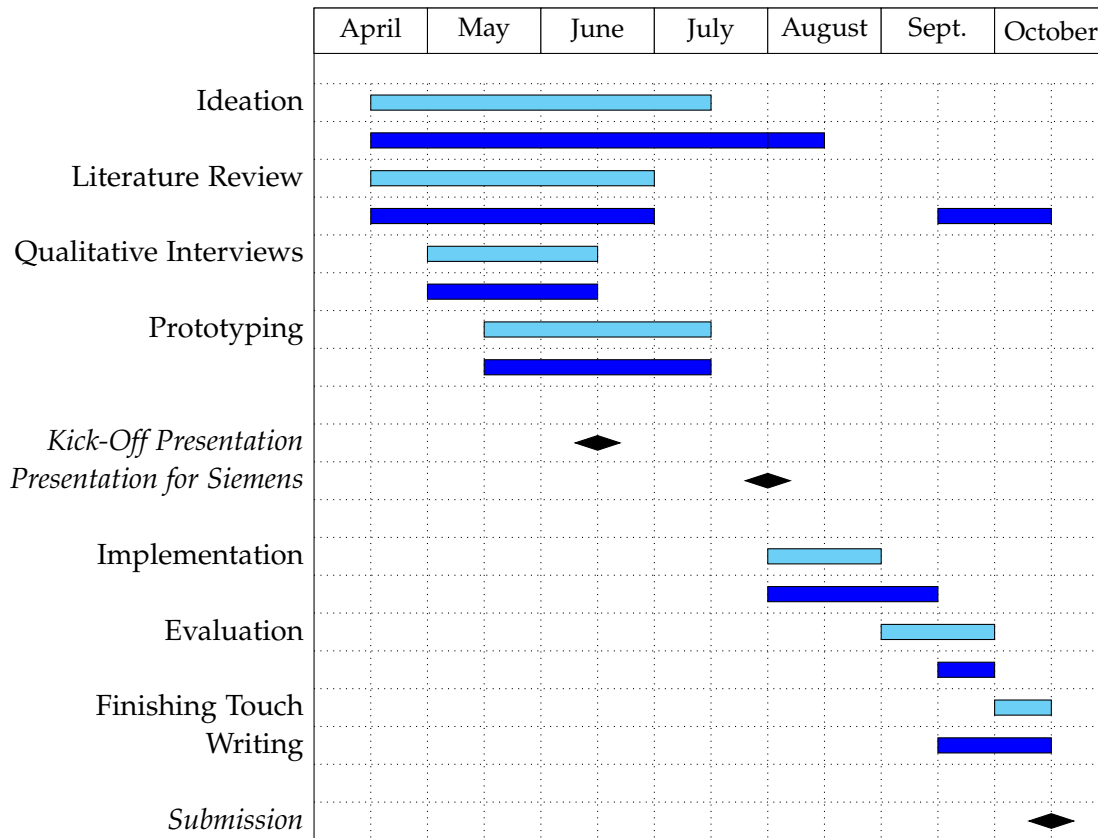 April May June July August Sept. October
Ideation
Literature Review
Qualitative Interviews
Prototyping
Kick-Off Presentation
Presentation for Siemens
Implementation
Evaluation
Finishing Touch
Writing
Submission